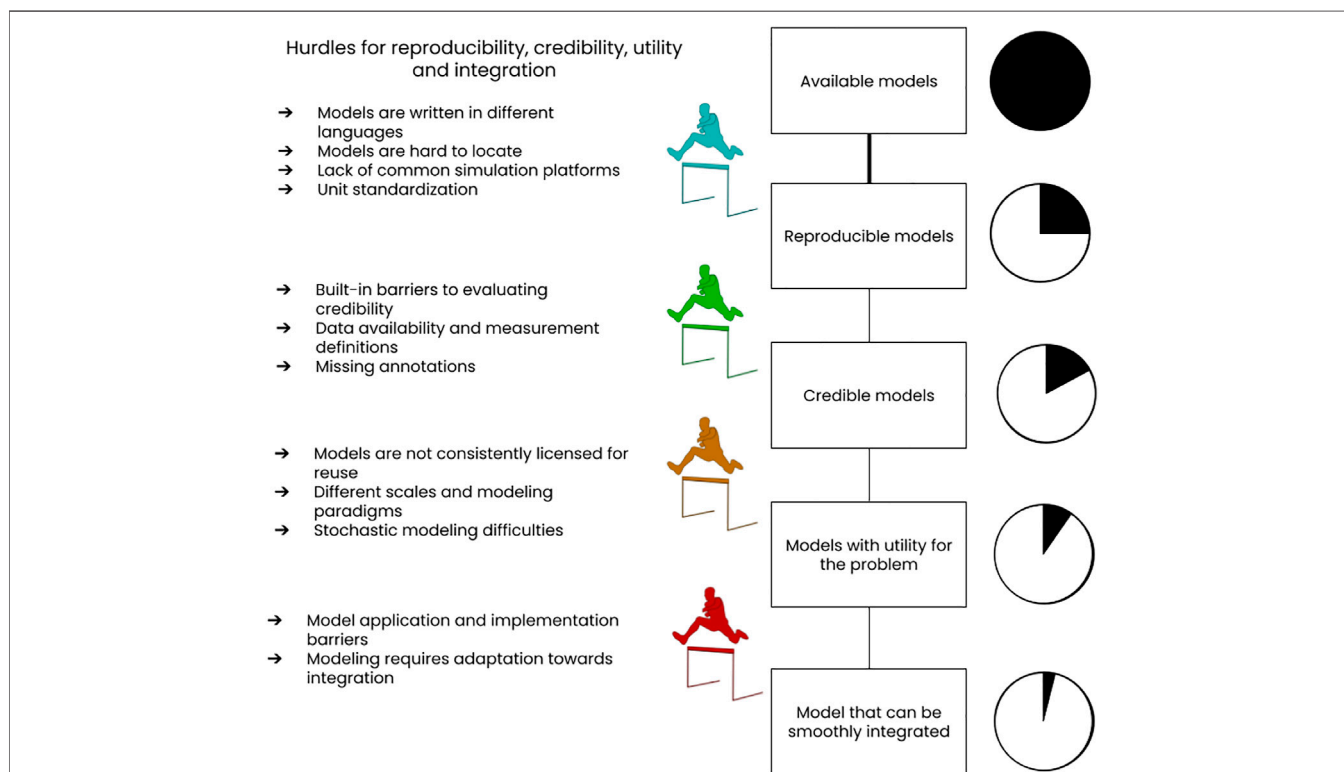 Hurdles for reproducibility, credibility, utility
and integration
➔ Models are written in different
languages
➔ Models are hard to locate
➔ Lack of common simulation platforms
➔ Unit standardization
➔ Built-in barriers to evaluating
credibility
➔ Data availability and measurement
definitions
➔ Missing annotations
➔ Models are not consistently licensed for
reuse
➔ Different scales and modeling
paradigms
➔ Stochastic modeling difficulties
➔ Model application and implementation
barriers
➔ Modeling requires adaptation towards
integration
Available models
Reproducible models
Credible models
Models with utility for
the problem
Model that can be
smoothly integrated